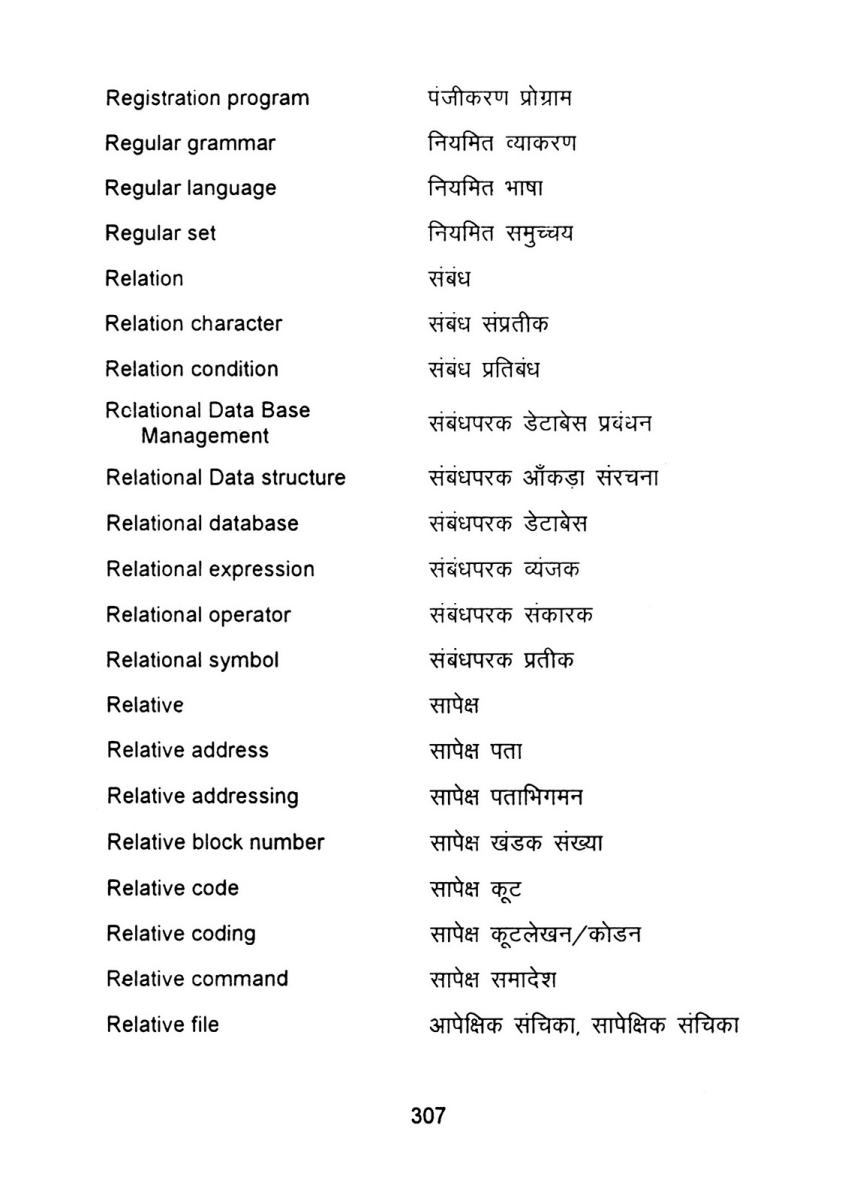 Registration program पंजीकरण प्रोग्राम
Regular grammar नियमित व्याकरण
Regular language नियमित भाषा
Regular set नियमित समुच्चय
Relation संबंध
Relation character संबंध संप्रतीक
Relation condition संबंध प्रतिबंध
Relational Data Base
Management संबंधपरक डेटाबेस प्रबंधन
Relational Data structure संबंधपरक आँकड़ा संरचना
Relational database संबंधपरक डेटाबेस
Relational expression संबंधपरक व्यंजक
Relational operator संबंधपरक संकारक
Relational symbol संबंधपरक प्रतीक
Relative सापेक्ष
Relative address सापेक्ष पता
Relative addressing सापेक्ष पताभिगमन
Relative block number सापेक्ष खंडक संख्या
Relative code सापेक्ष कूट
Relative coding सापेक्ष कूटलेखन/कोडन
Relative command सापेक्ष समादेश
Relative file आपेक्षिक संचिका, सापेक्षिक संचिका
307